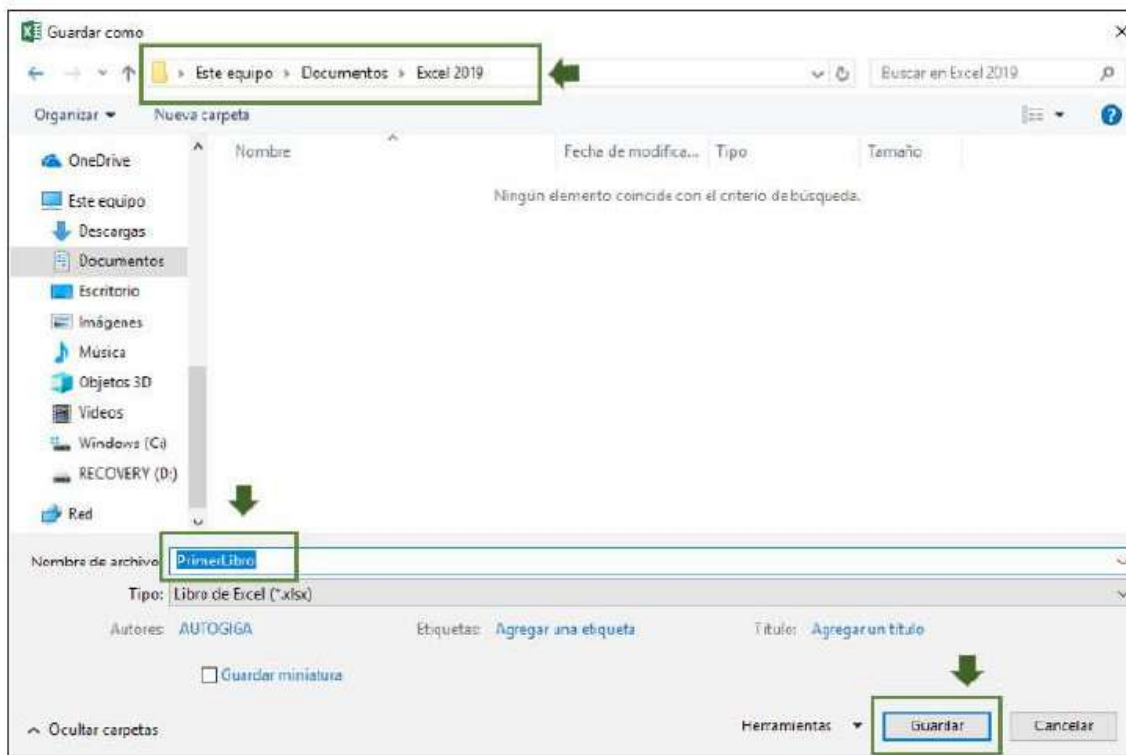 Guardar como
Este equipo > Documentos > Excel 2019
Buscar en Excel 2019
Organizar
Nueva carpeta
Nombre
Fecha de modifica...
Tipo
Tamaño
Ningún elemento coincide con el criterio de búsqueda.
OneDrive
Este equipo
Descargas
Documentos
Escritorio
Imágenes
Música
Objetos 3D
Videos
Windows (C:)
RECOVERY (D:)
Red
Nombre de archivo: PrimerLibro
Tipo: Libro de Excel (*.xlsx)
Autores: AUTOGIGA
Etiquetas: Agregar una etiqueta
Título: Agregar un título
Guardar miniatura
Ocultar carpetas
Herramientas
Guardar
Cancelar